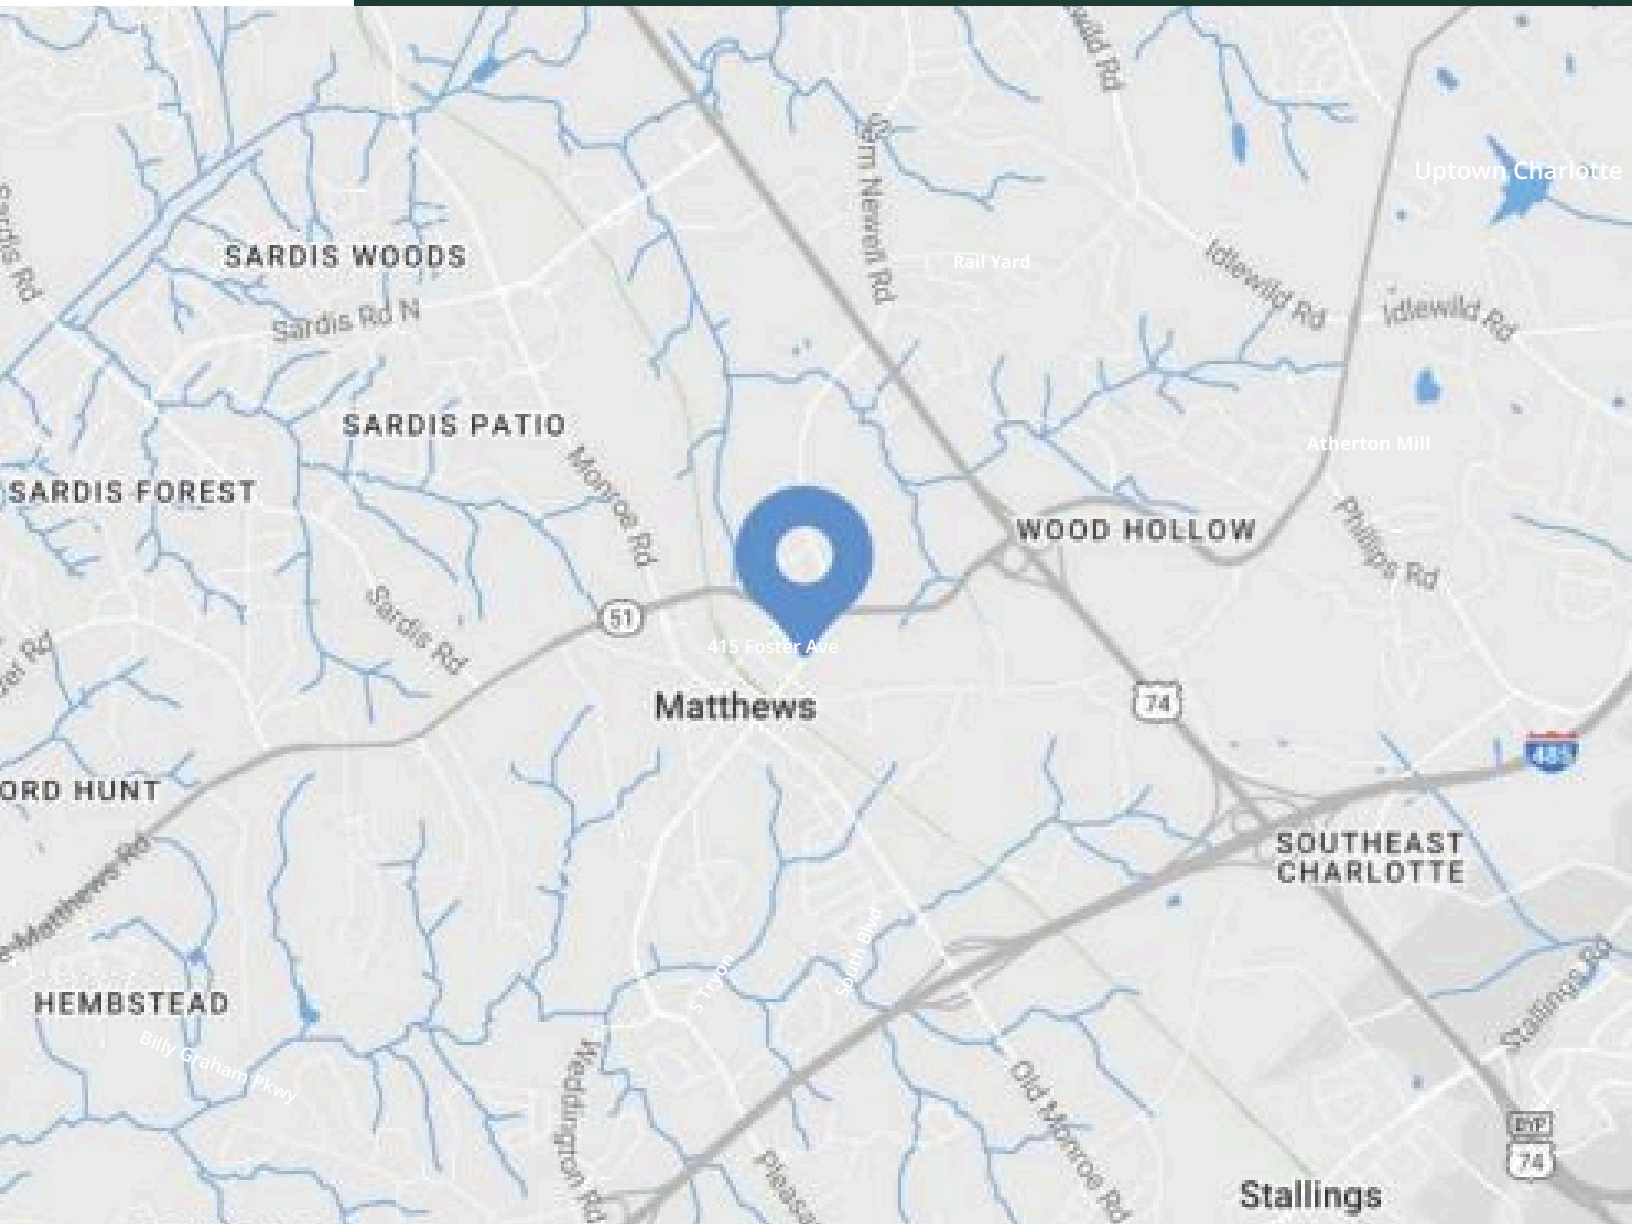 Uptown Charlotte
Rail Yard
SARDIS WOODS
Sardis Rd
Sardis Rd N
Idlewild Rd
Idlewild Rd
SARDIS PATIO
Atherton Mill
SARDIS FOREST
Monroe Rd
WOOD HOLLOW
Phillips Rd
Sardis Rd
51
415 Foster Ave
Matthews
74
485
ORD HUNT
SOUTHEAST
CHARLOTTE
e-Matthews Rd
South Blvd
S Tryon
HEMBSTEAD
Stallings Rd
Billy Graham Pkwy
Weddington Rd
Old Monroe Rd
BYP
74
Pleasa
Stallings